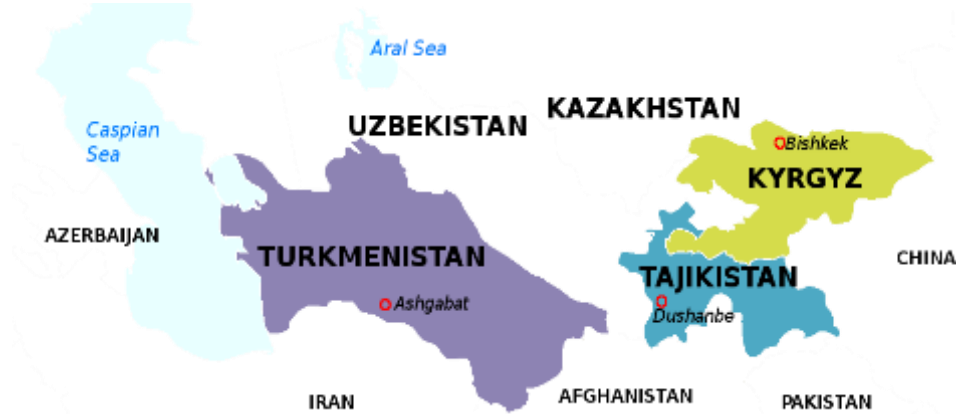 Aral Sea
KAZAKHSTAN
UZBEKISTAN
Caspian
Sea
Bishkek
KYRGYZ
AZERBAIJAN
TURKMENISTAN
CHINA
TAJIKISTAN
Ashgabat
Dushanbe
IRAN
AFGHANISTAN
PAKISTAN